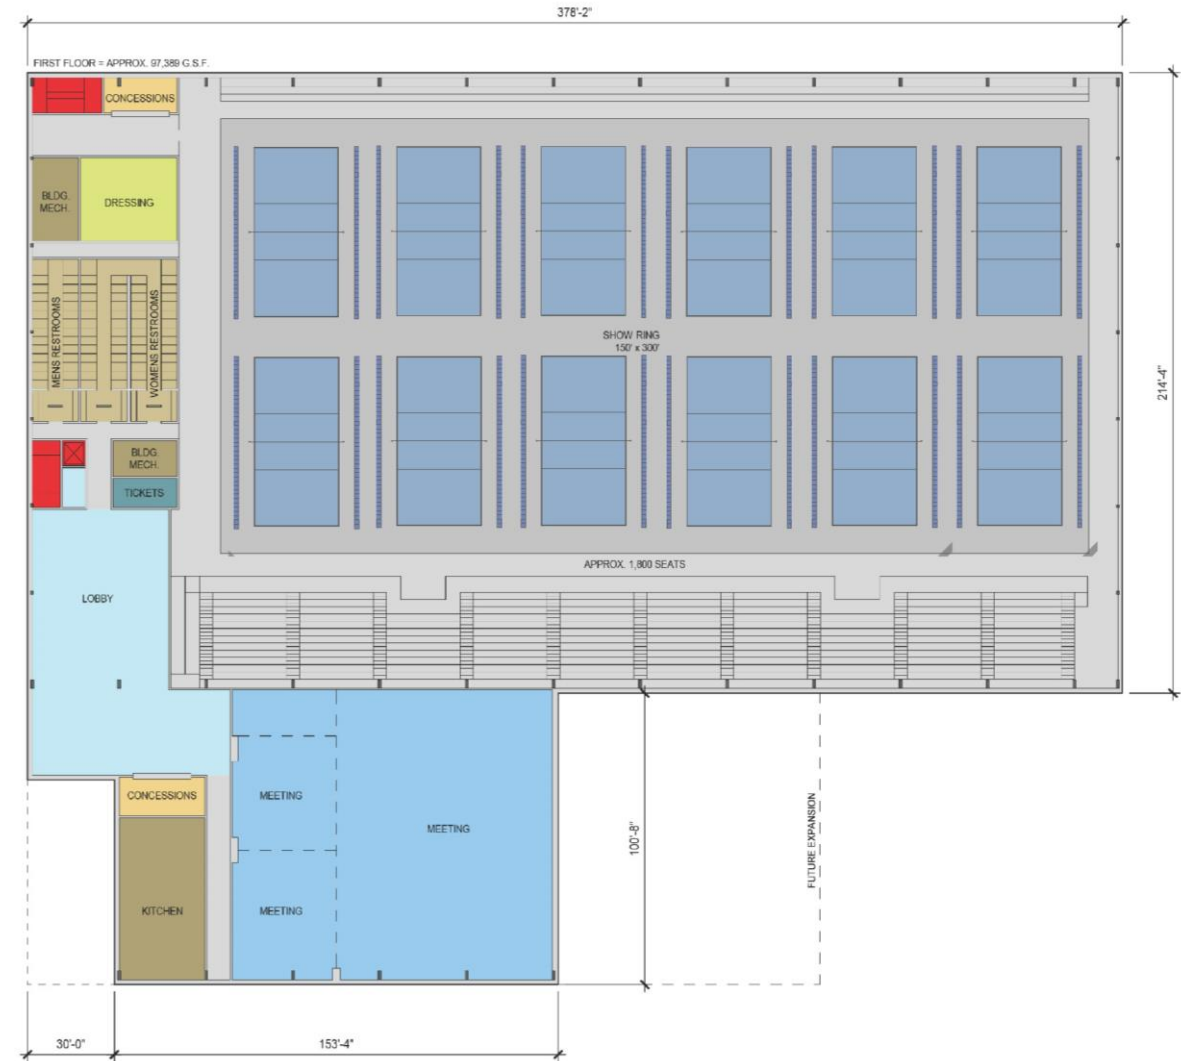 378'-2"
FIRST FLOOR = APPROX. 97,389 G.S.F.
CONCESSIONS
BLDG.
MECH.
DRESSING
MENS RESTROOMS
WOMENS RESTROOMS
SHOW RING
150' x 300'
214'-4"
BLDG.
MECH.
TICKETS
APPROX. 1,800 SEATS
LOBBY
CONCESSIONS
MEETING
MEETING
100'-8"
FUTURE EXPANSION
KITCHEN
MEETING
30'-0"
153'-4"